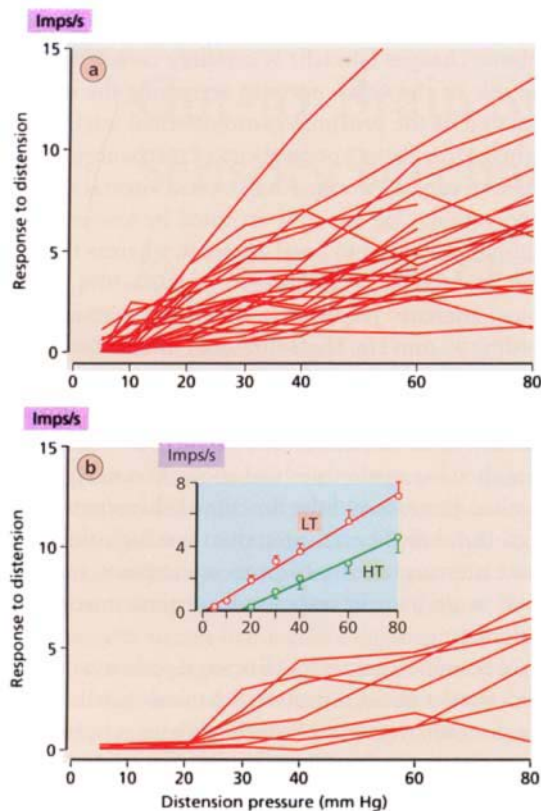 Imps/s
15
a
10
5
0
Response to distension
0 10 20 30 40 60 80
Imps/s
15
b
10
5
0
Response to distension
Imps/s
8
4
0
LT
HT
0 20 40 60 80
10 20 30 40 60 80
Distension pressure (mm Hg)